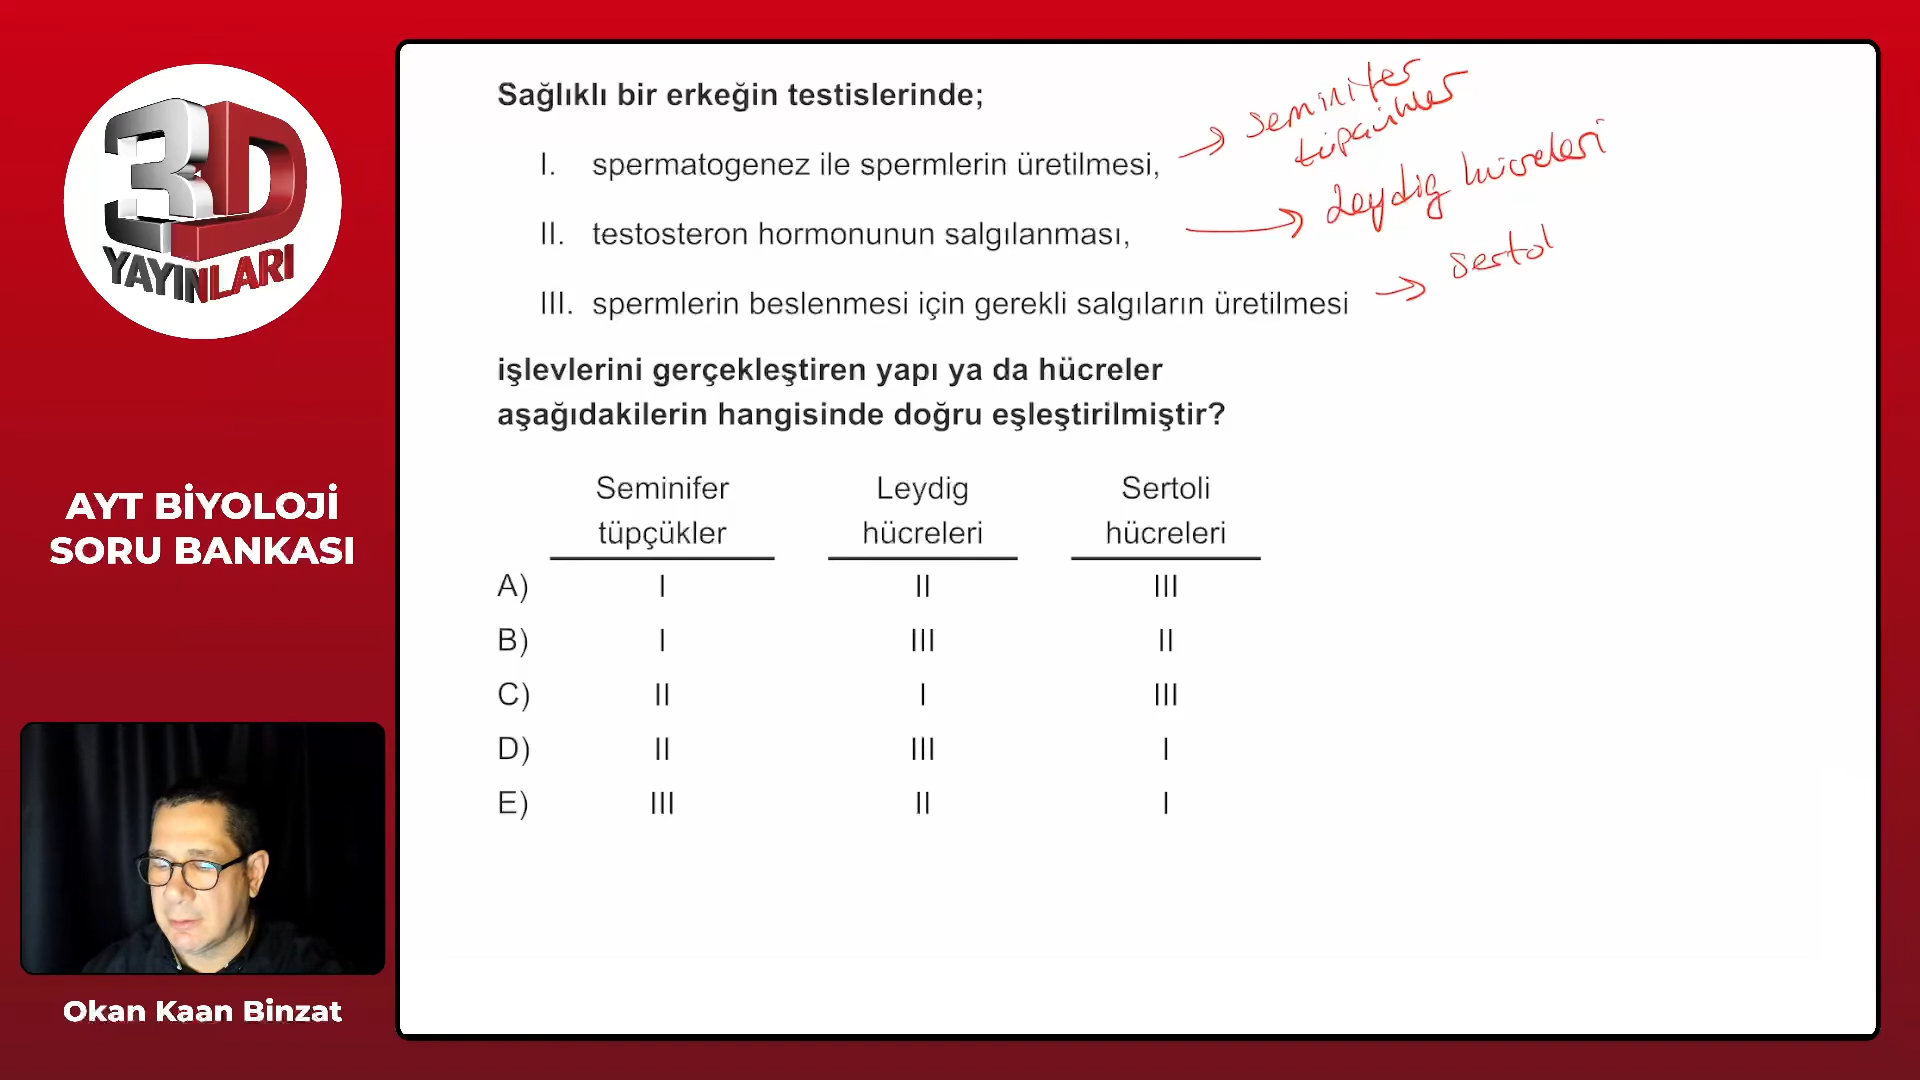 3D
YAYINLARI
AYT BİYOLOJİ
SORU BANKASI
Okan Kaan Binzat
Sağlıklı bir erkeğin testislerinde;
I. spermatogenez ile spermlerin üretilmesi,
seminifer
tüpçükler
II. testosteron hormonunun salgılanması,
Leydig hücreleri
III. spermlerin beslenmesi için gerekli salgıların üretilmesi
sertol
işlevlerini gerçekleştiren yapı ya da hücreler
aşağıdakilerin hangisinde doğru eşleştirilmiştir?
Seminifer Leydig Sertoli
tüpçükler hücreleri hücreleri
A) I II III
B) I III II
C) II I III
D) II III I
E) III II I